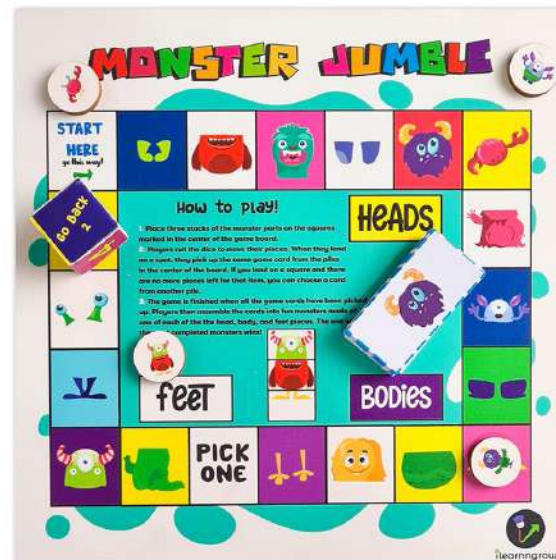 MONSTER JUMBLE
START
HERE
go this way!
Go Back
2
How to play!
1. Place three stacks of the monster parts on the squares
marked in the center of the game board.
2. Players roll the dice to move their pieces. When they land
on a spot, they pick up the same game card from the piles
in the center of the board. If you land on a square and there
are no more pieces left for that item, you can choose a card
from another pile.
3. The game is finished when all the game cards have been picked
up. Players then assemble the cards into fun monsters made of
one of each of the the head, body, and feet pieces. The one
the completed monsters wins!
HEADS
feet
BODIES
PICK
ONE